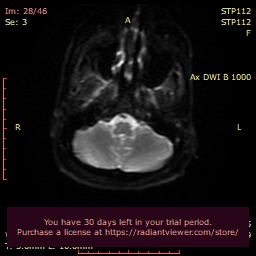 Im: 28/46
STP112
Se: 3
STP112
F
A
Ax DWI B 1000
R
L
You have 30 days left in your trial period.
Purchase a license at https://radiantviewer.com/store/